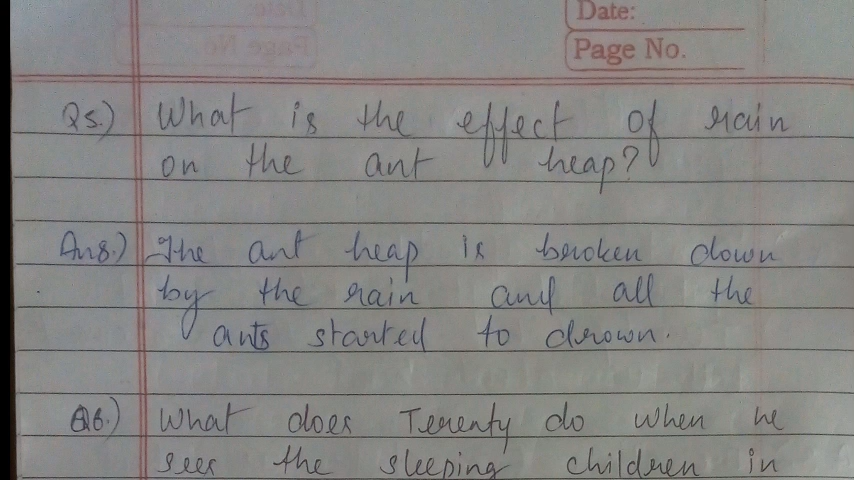 Date:
Page No.
Q5.) What is the effect of rain
on the ant heap?
Ans.) The ant heap is broken down
by the rain and all the
ants started to drown.
Q6.) What does Terenty do when he
sees the sleeping children in